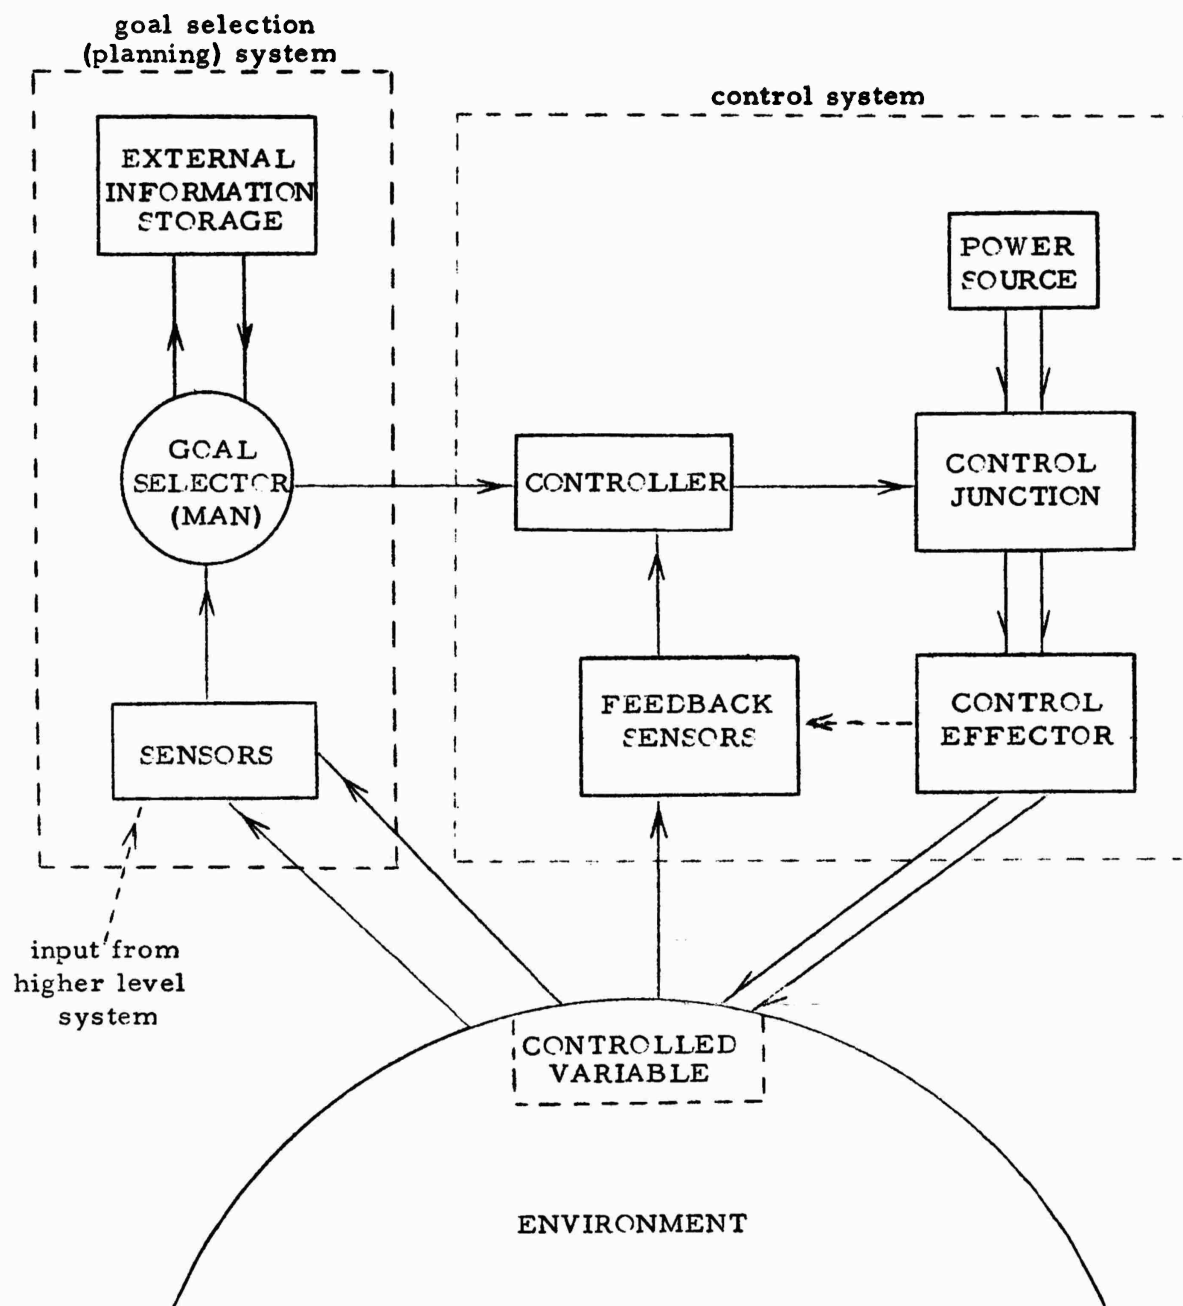 goal selection
(planning) system
control system
EXTERNAL
INFORMATION
STORAGE
POWER
SOURCE
GOAL
SELECTOR
(MAN)
CONTROLLER
CONTROL
JUNCTION
SENSORS
FEEDBACK
SENSORS
CONTROL
EFFECTOR
input from
higher level
system
CONTROLLED
VARIABLE
ENVIRONMENT